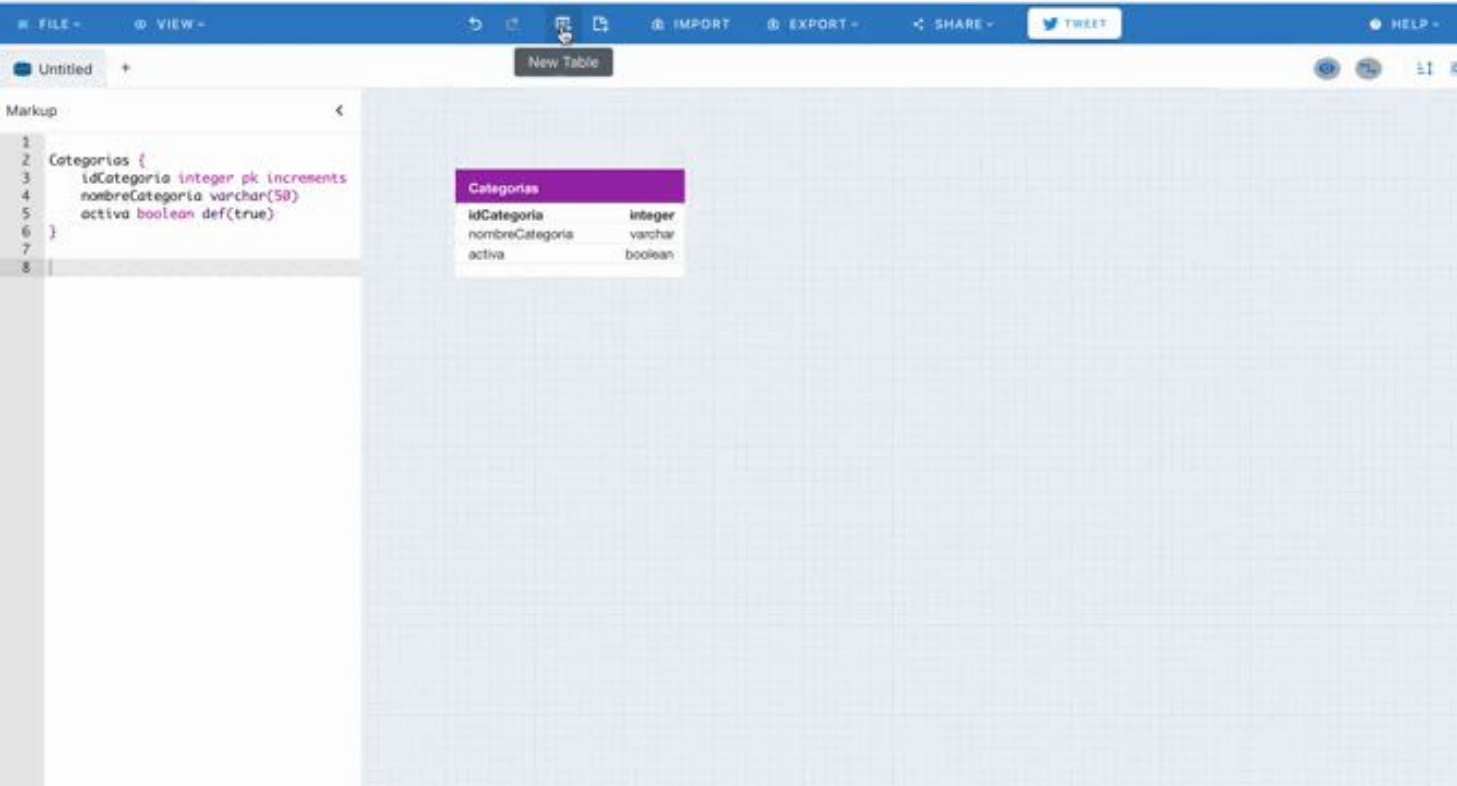 FILE
VIEW
IMPORT
EXPORT
SHARE
TWEET
HELP
Untitled +
New Table
Markup
1
2 Categorias {
3 idCategoria integer pk increments
4 nombreCategoria varchar(50)
5 activa boolean def(true)
6 }
7
8
Categorias
idCategoria integer
nombreCategoria varchar
activa boolean